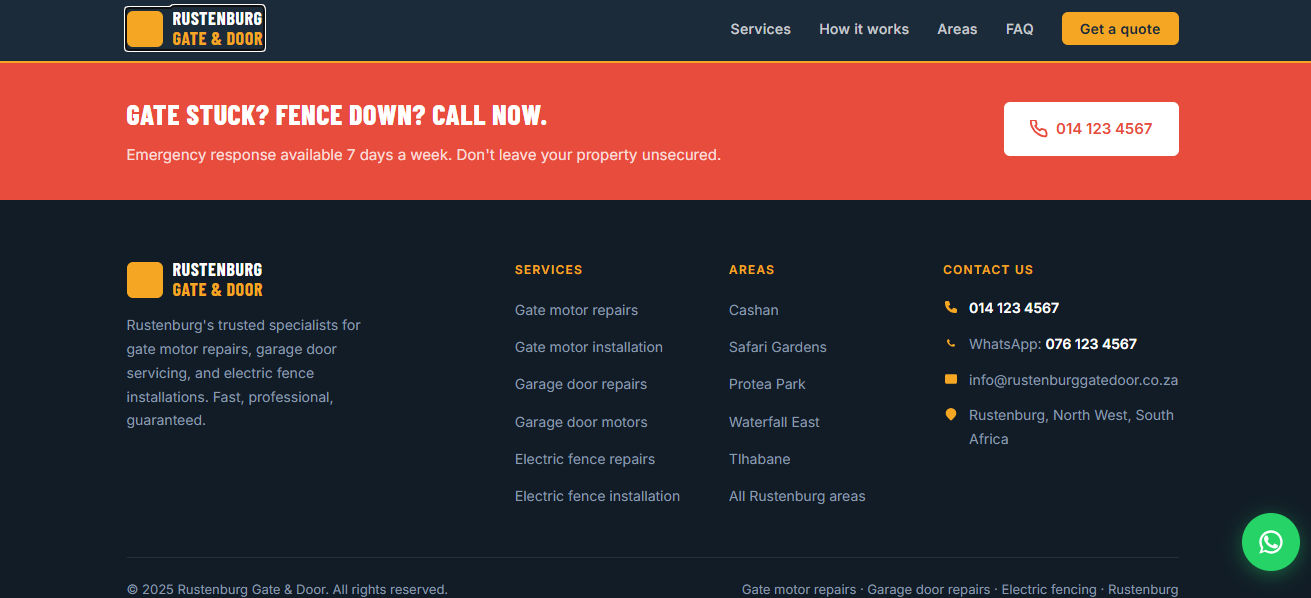 RUSTENBURG
GATE & DOOR
Services
How it works
Areas
FAQ
Get a quote
GATE STUCK? FENCE DOWN? CALL NOW.
Emergency response available 7 days a week. Don't leave your property unsecured.
014 123 4567
RUSTENBURG
GATE & DOOR
Rustenburg's trusted specialists for
gate motor repairs, garage door
servicing, and electric fence
installations. Fast, professional,
guaranteed.
SERVICES
Gate motor repairs
Gate motor installation
Garage door repairs
Garage door motors
Electric fence repairs
Electric fence installation
AREAS
Cashan
Safari Gardens
Protea Park
Waterfall East
Tlhabane
All Rustenburg areas
CONTACT US
014 123 4567
WhatsApp: 076 123 4567
info@rustenburggatedoor.co.za
Rustenburg, North West, South
Africa
© 2025 Rustenburg Gate & Door. All rights reserved.
Gate motor repairs · Garage door repairs · Electric fencing · Rustenburg